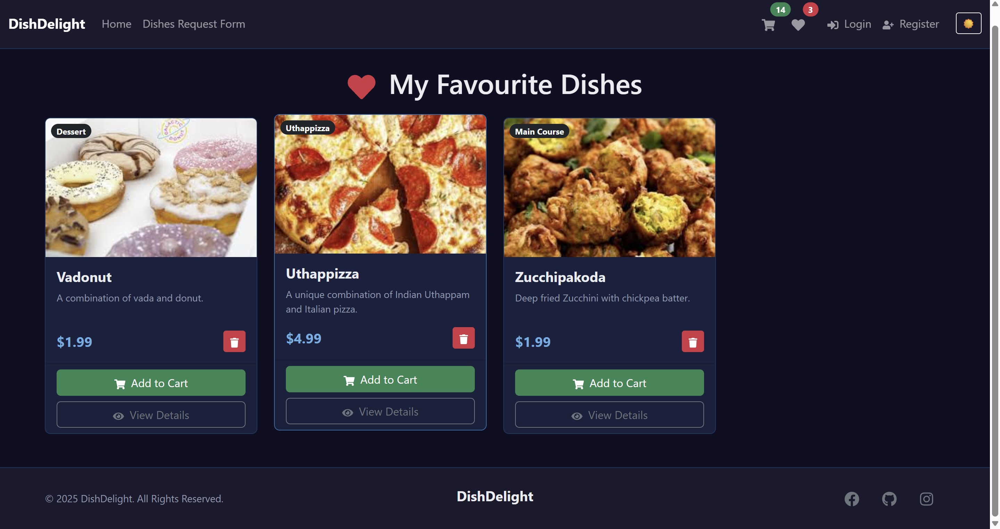 DishDelight
Home
Dishes Request Form
14
3
Login
Register
My Favourite Dishes
Dessert
GALACTIC
DONUT
Vadonut
A combination of vada and donut.
$1.99
Add to Cart
View Details
Uthappizza
Uthappizza
A unique combination of Indian Uthappam
and Italian pizza.
$4.99
Add to Cart
View Details
Main Course
Zucchipakoda
Deep fried Zucchini with chickpea batter.
$1.99
Add to Cart
View Details
© 2025 DishDelight. All Rights Reserved.
DishDelight